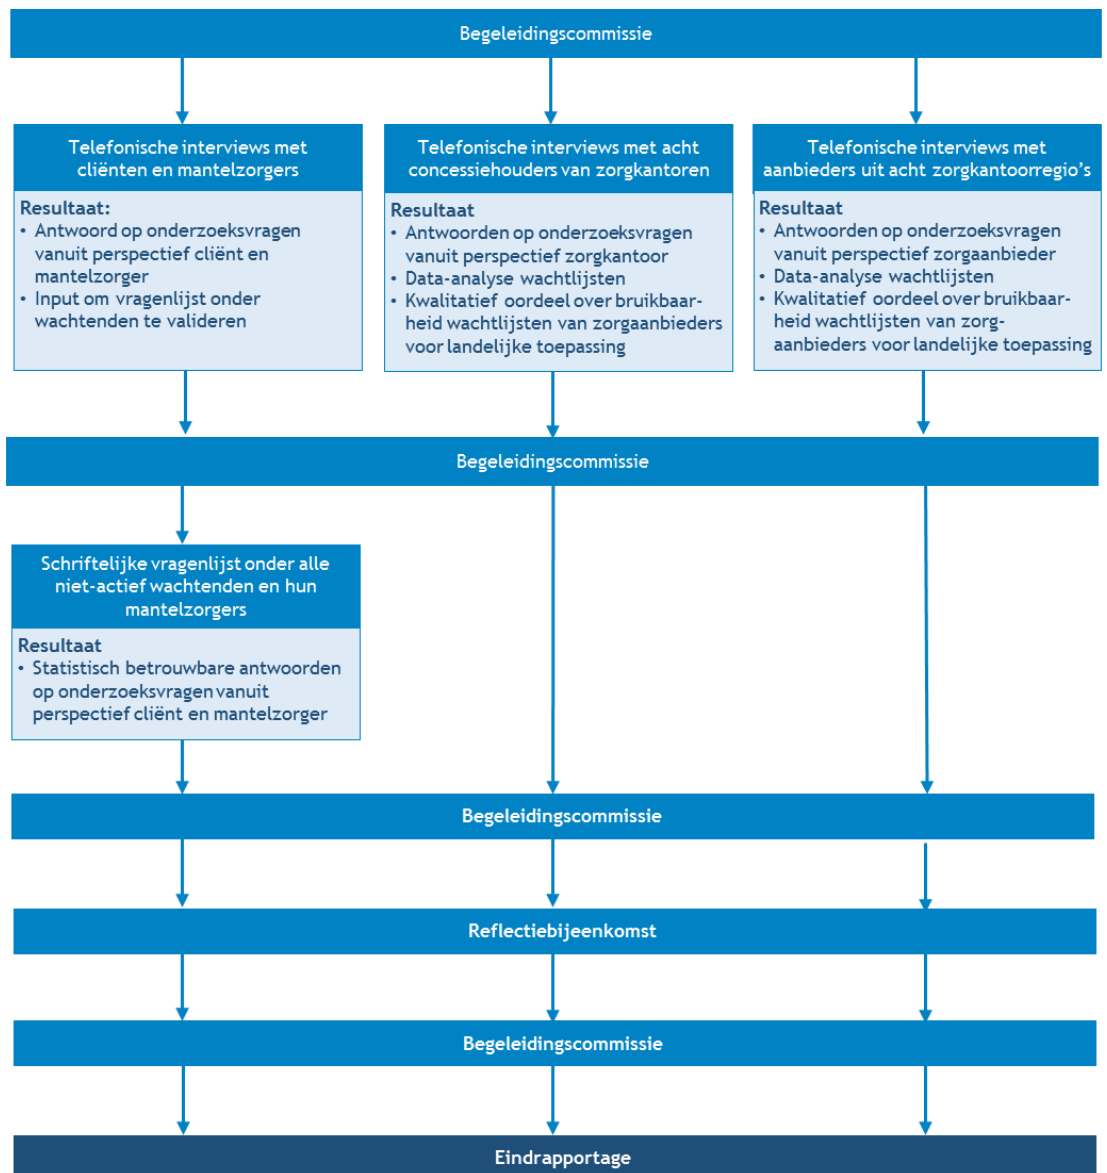 Begeleidingscommissie
Telefonische interviews met
cliënten en mantelzorgers
Resultaat:
• Antwoord op onderzoeksvragen
vanuit perspectief cliënt en
mantelzorger
• Input om vragenlijst onder
wachtenden te valideren
Telefonische interviews met acht
concessiehouders van zorgkantoren
Resultaat
• Antwoorden op onderzoeksvragen
vanuit perspectief zorgkantoor
• Data-analyse wachtlijsten
• Kwalitatief oordeel over bruikbaar-
heid wachtlijsten van zorgaanbieders
voor landelijke toepassing
Telefonische interviews met
aanbieders uit acht zorgkantoorregio's
Resultaat
• Antwoorden op onderzoeksvragen
vanuit perspectief zorgaanbieder
• Data-analyse wachtlijsten
• Kwalitatief oordeel over bruikbaar-
heid wachtlijsten van zorg-
aanbieders voor landelijke toepassing
Begeleidingscommissie
Schriftelijke vragenlijst onder alle
niet-actief wachtenden en hun
mantelzorgers
Resultaat
• Statistisch betrouwbare antwoorden
op onderzoeksvragen vanuit
perspectief cliënt en mantelzorger
Begeleidingscommissie
Reflectiebijeenkomst
Begeleidingscommissie
Eindrapportage